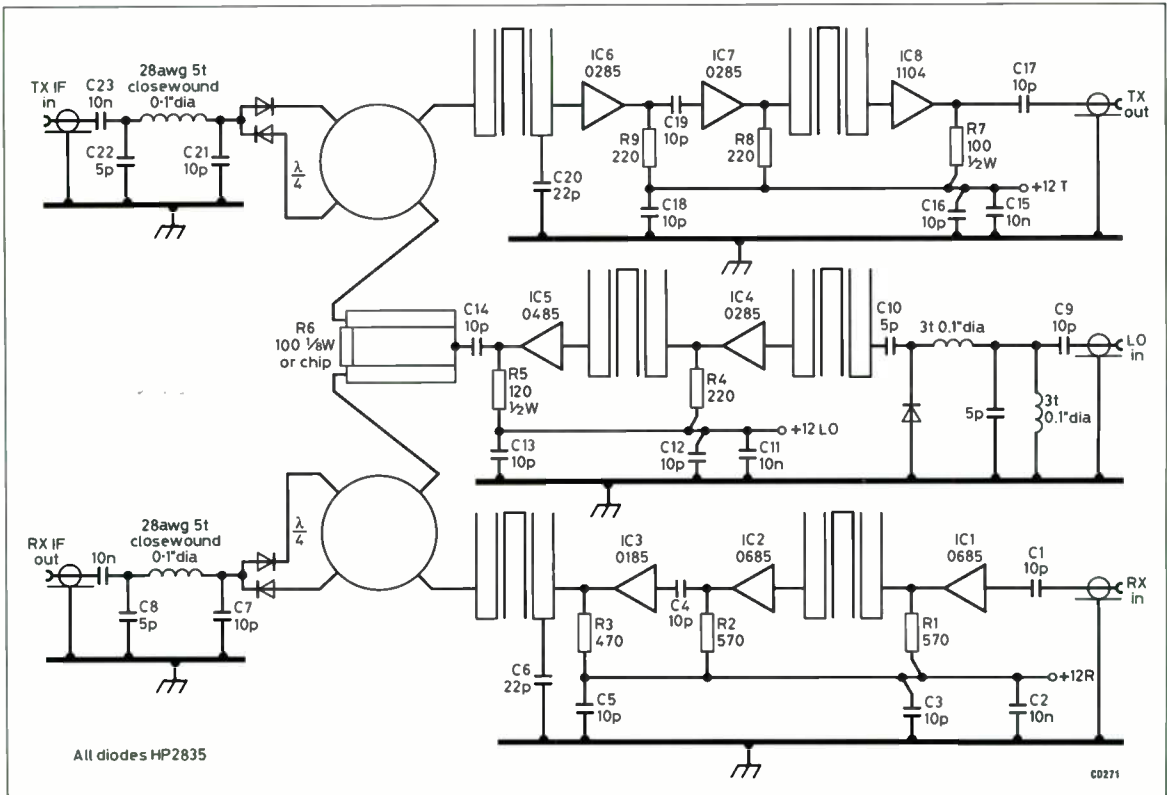 TX IF
in
C23
10n
28awg 5t
closewound
0·1"dia
C22
5p
C21
10p
λ/4
C20
22p
IC6
0285
C19
10p
R9
220
C18
10p
IC7
0285
R8
220
IC8
1104
R7
100
½W
C17
10p
TX
out
+12 T
C16
10p
C15
10n
R6
100 ⅛W
or chip
C14
10p
IC5
0485
R5
120
½W
C13
10p
IC4
0285
R4
220
C12
10p
C11
10n
+12 LO
C10
5p
3t 0.1"dia
5p
3t
0.1"dia
C9
10p
LO
in
RX IF
out
10n
28awg 5t
closewound
0·1"dia
C8
5p
C7
10p
λ/4
C6
22p
IC3
0185
R3
470
C5
10p
C4
10p
IC2
0685
R2
570
IC1
0685
R1
570
C1
10p
RX
in
+12R
C3
10p
C2
10n
All diodes HP2835
CD271